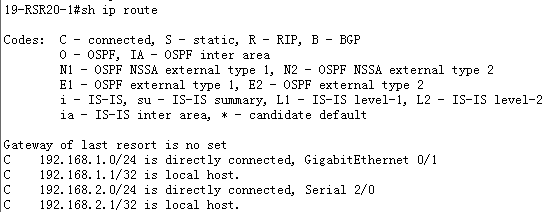 19-RSR20-1#sh ip route
Codes:  C - connected, S - static, R - RIP, B - BGP
O - OSPF, IA - OSPF inter area
N1 - OSPF NSSA external type 1, N2 - OSPF NSSA external type 2
E1 - OSPF external type 1, E2 - OSPF external type 2
i - IS-IS, su - IS-IS summary, L1 - IS-IS level-1, L2 - IS-IS level-2
ia - IS-IS inter area, * - candidate default
Gateway of last resort is no set
C    192.168.1.0/24 is directly connected, GigabitEthernet 0/1
C    192.168.1.1/32 is local host.
C    192.168.2.0/24 is directly connected, Serial 2/0
C    192.168.2.1/32 is local host.